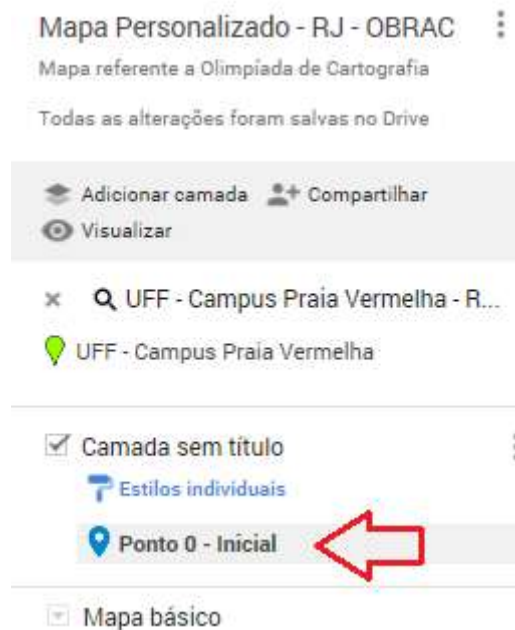 Mapa Personalizado - RJ - OBRAC
Mapa referente a Olimpíada de Cartografia
Todas as alterações foram salvas no Drive
Adicionar camada Compartilhar
Visualizar
UFF - Campus Praia Vermelha - R...
UFF - Campus Praia Vermelha
Camada sem título
Estilos individuais
Ponto 0 - Inicial
Mapa básico